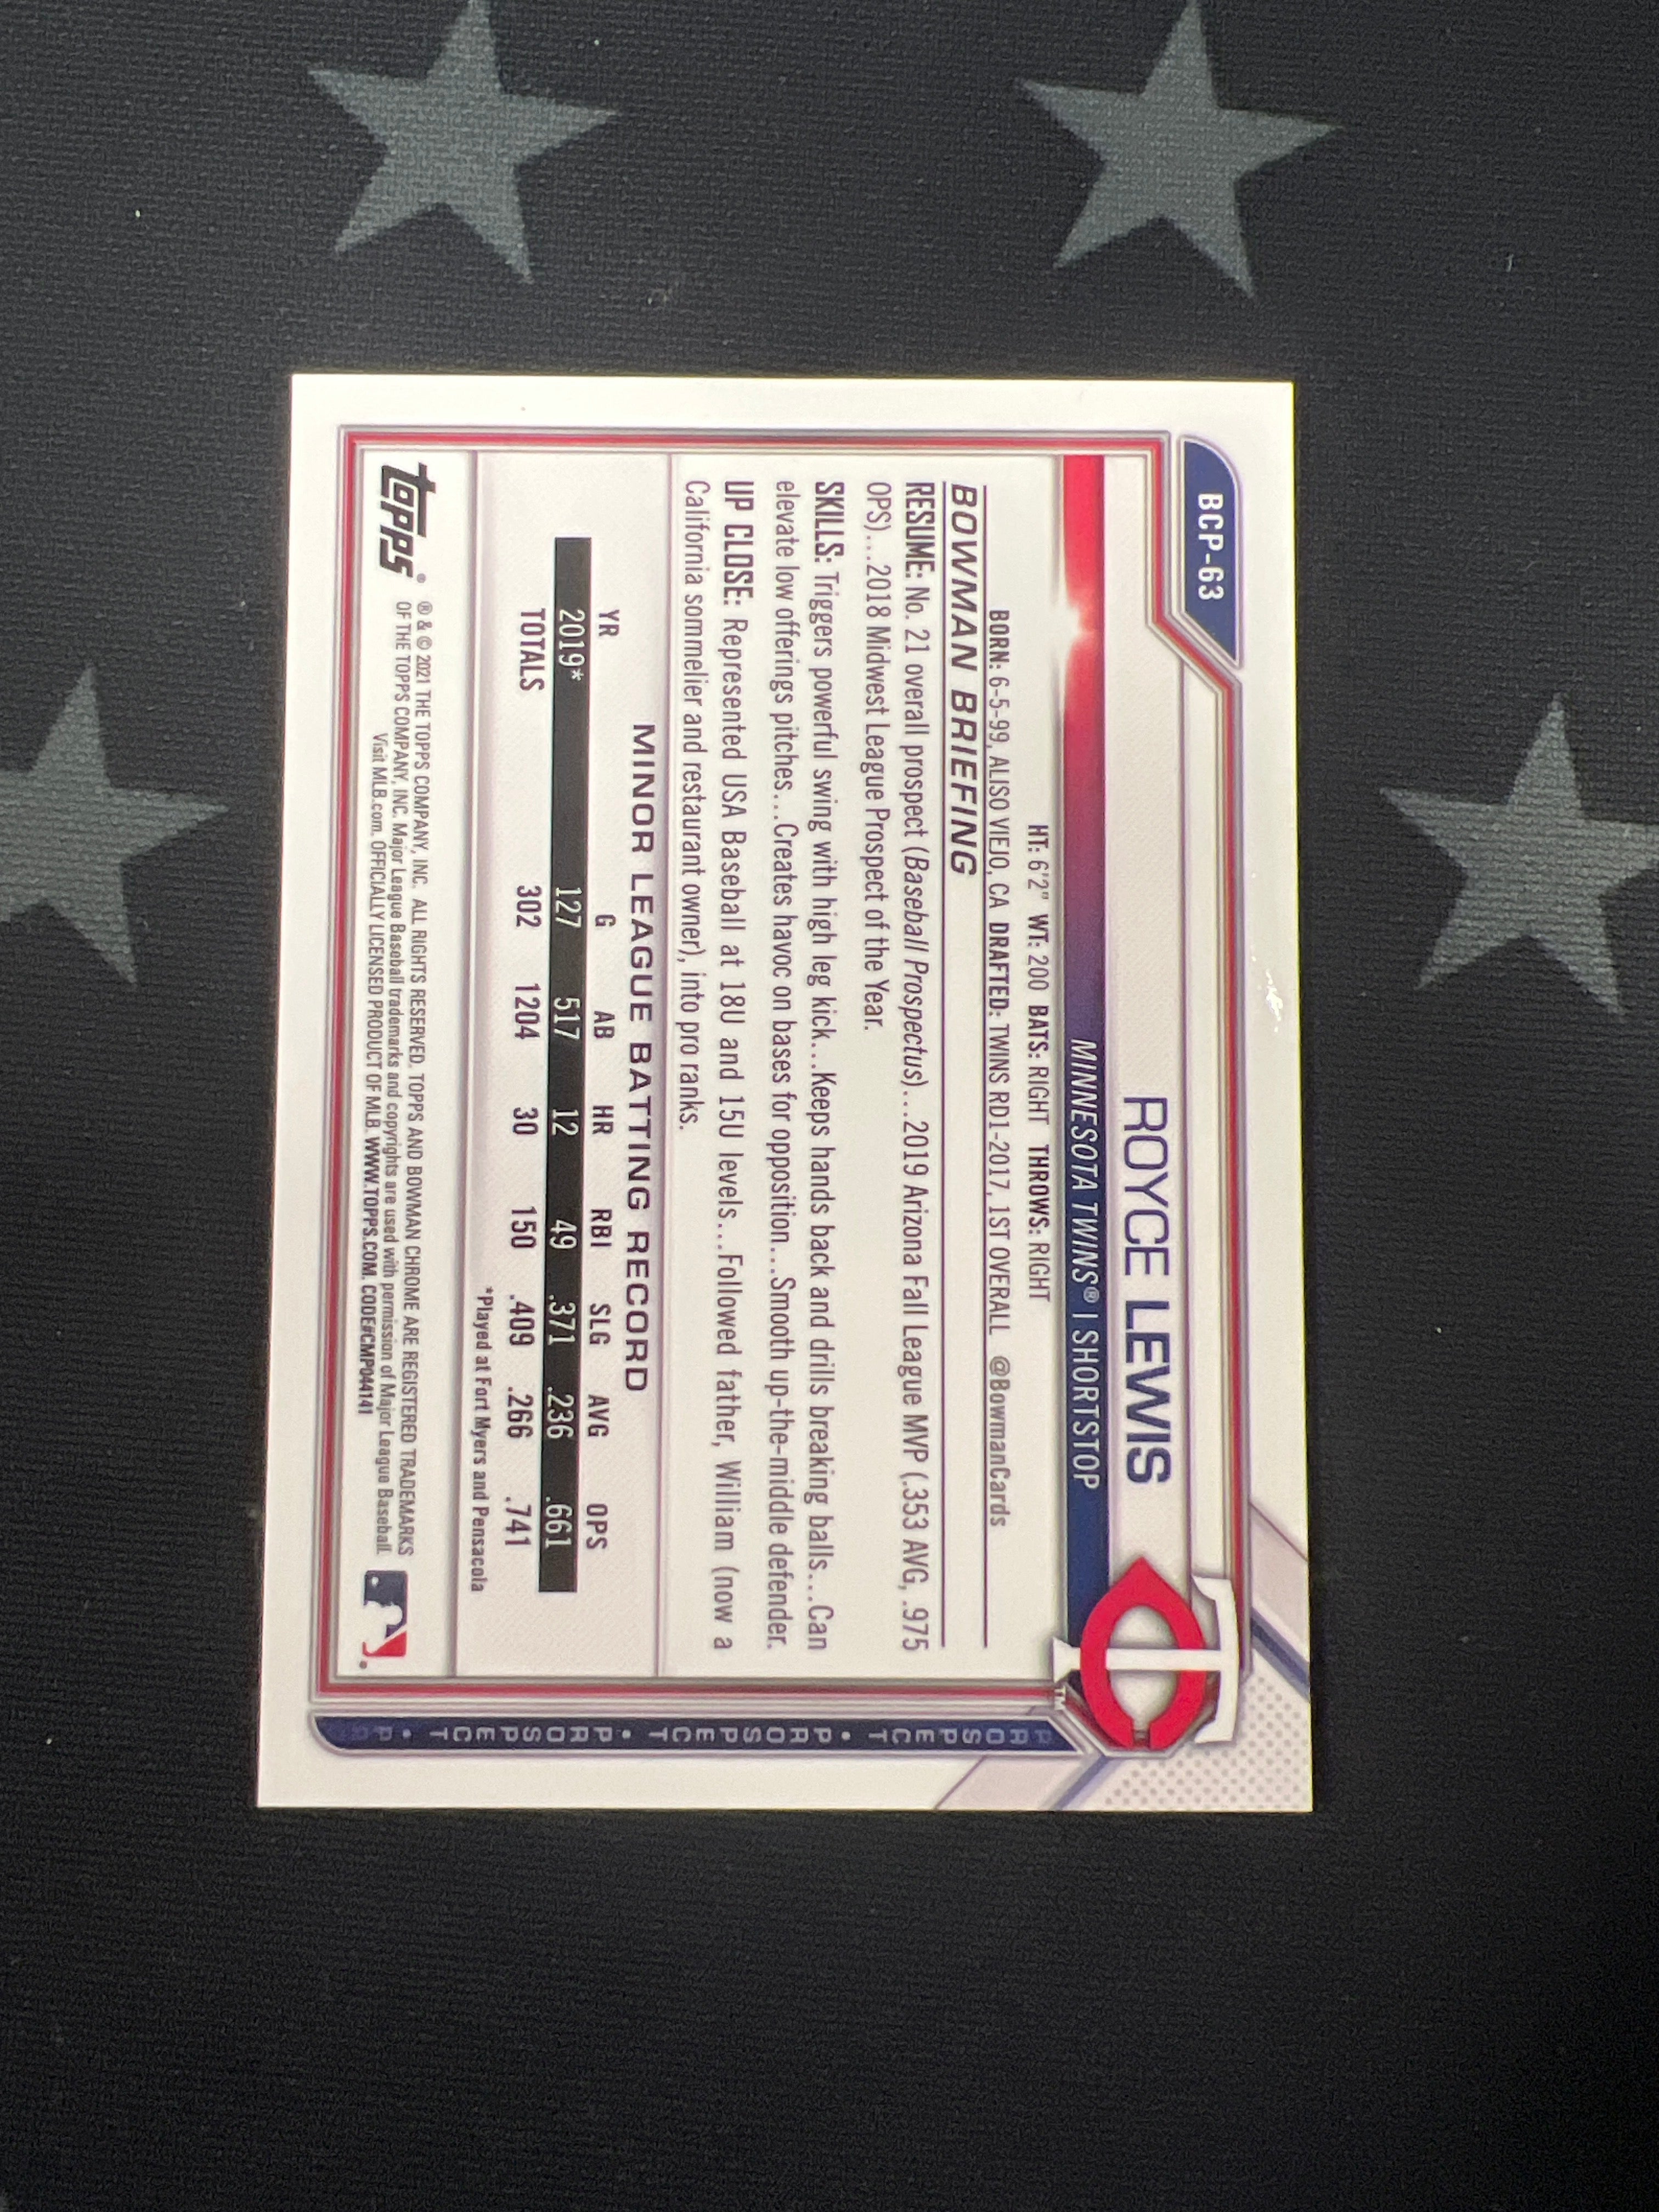 BCP-63
ROYCE LEWIS
MINNESOTA TWINS® | SHORTSTOP
HT: 6'2" WT: 200 BATS: RIGHT THROWS: RIGHT
BORN: 6-5-99, ALISO VIEJO, CA DRAFTED: TWINS RD1-2017, 1ST OVERALL @BowmanCards
BOWMAN BRIEFING
RESUME: No. 21 overall prospect (Baseball Prospectus)...2019 Arizona Fall League MVP (.353 AVG, .975
OPS)...2018 Midwest League Prospect of the Year.
SKILLS: Triggers powerful swing with high leg kick...Keeps hands back and drills breaking balls...Can
elevate low offerings pitches...Creates havoc on bases for opposition...Smooth up-the-middle defender.
UP CLOSE: Represented USA Baseball at 18U and 15U levels...Followed father, William (now a
California sommelier and restaurant owner), into pro ranks.
MINOR LEAGUE BATTING RECORD
YR G AB HR RBI SLG AVG OPS
2019* 127 517 12 49 .371 .236 .661
TOTALS 302 1204 30 150 .409 .266 .741
*Played at Fort Myers and Pensacola
topps®
® & © 2021 THE TOPPS COMPANY, INC. ALL RIGHTS RESERVED. TOPPS AND BOWMAN CHROME ARE REGISTERED TRADEMARKS
OF THE TOPPS COMPANY, INC. Major League Baseball trademarks and copyrights are used with permission of Major League Baseball.
Visit MLB.com. OFFICIALLY LICENSED PRODUCT OF MLB. WWW.TOPPS.COM. CODE#CMP044141
TC
TM
PROSPECT • PROSPECT • PROSPECT • PR